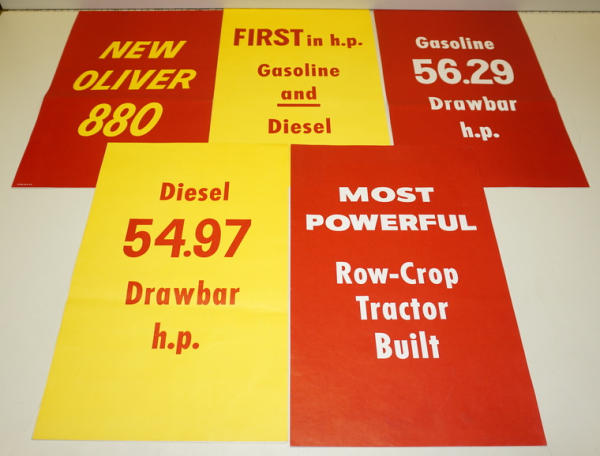 NEW
OLIVER
880
FIRST in h.p.
Gasoline
and
Diesel
Gasoline
56.29
Drawbar
h.p.
Diesel
54.97
Drawbar
h.p.
MOST
POWERFUL
Row-Crop
Tractor
Built